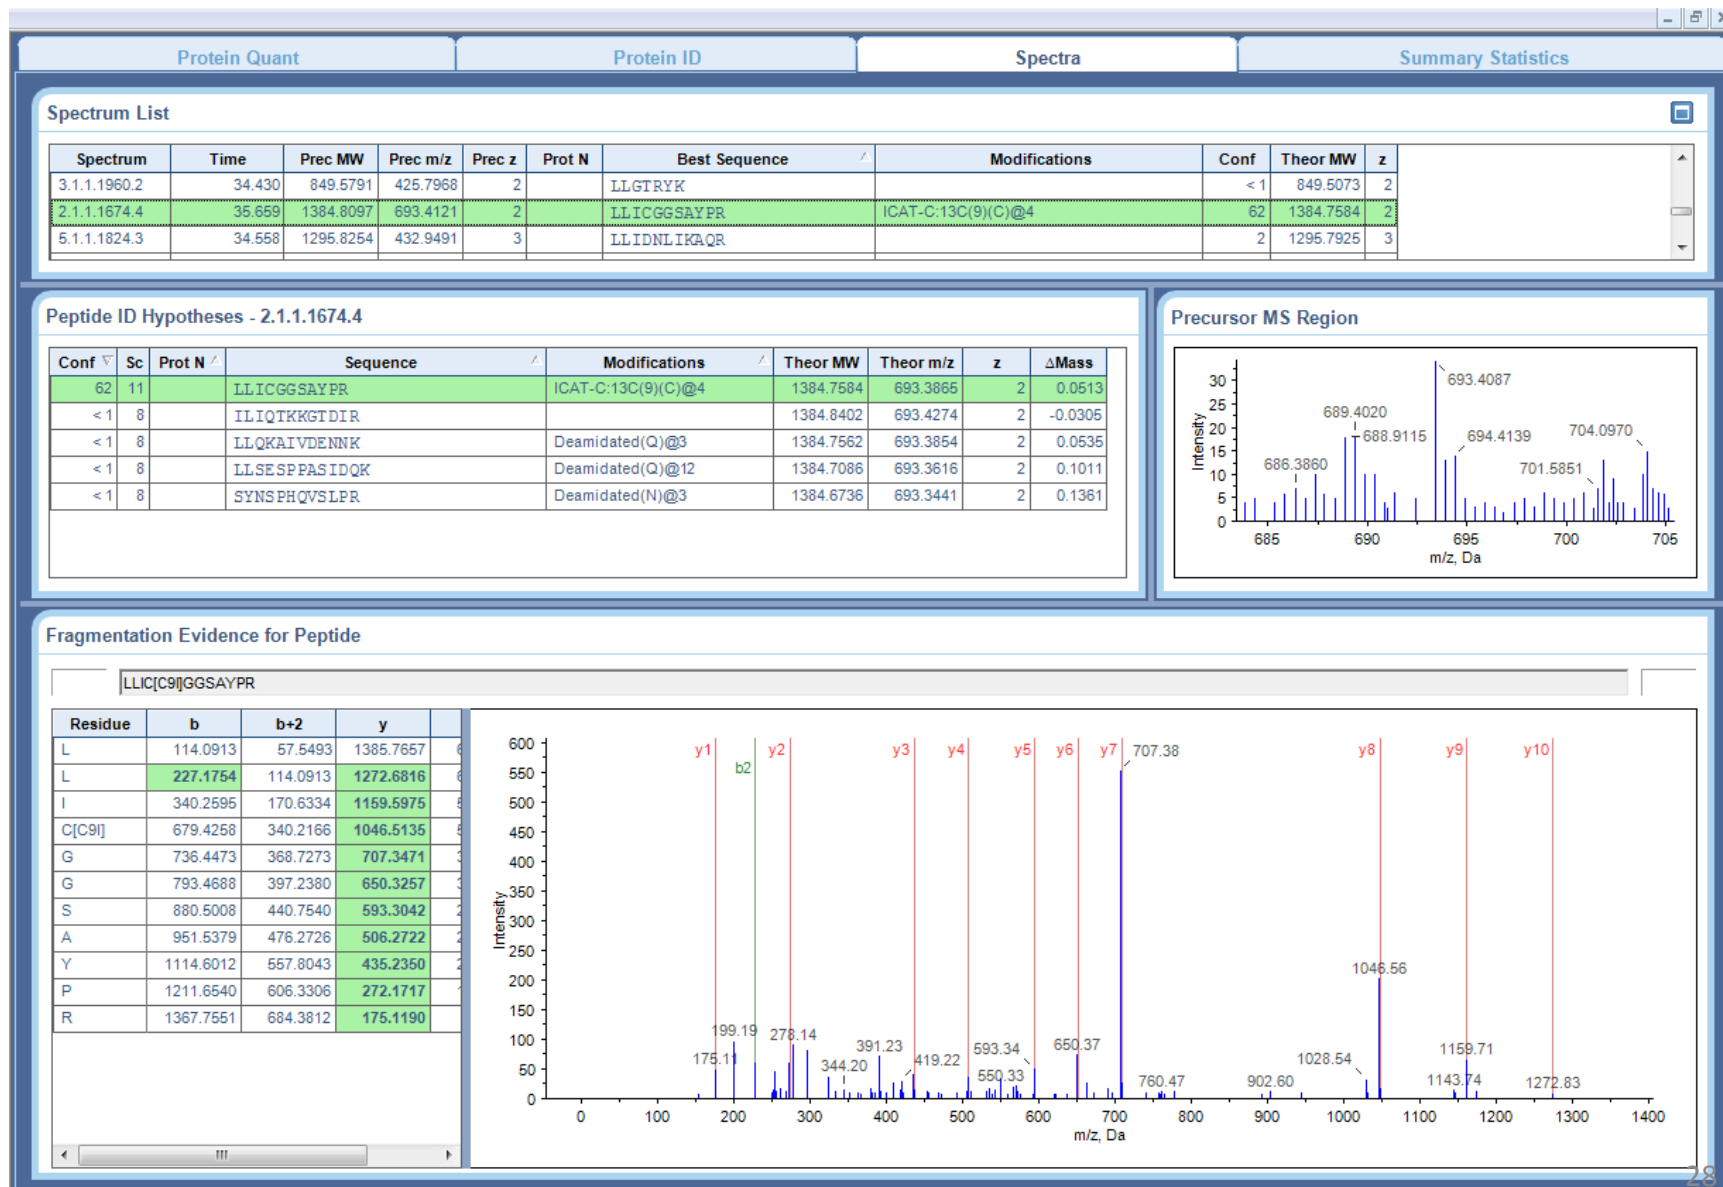 Protein Quant Protein ID Spectra Summary Statistics
Spectrum List
Spectrum Time Prec MW Prec m/z Prec z Prot N Best Sequence Modifications Conf Theor MW z
3.1.1.1960.2 34.430 849.5791 425.7968 2 LLGTRYK < 1 849.5073 2
2.1.1.1674.4 35.659 1384.8097 693.4121 2 LLICGGSAYPR ICAT-C:13C(9)(C)@4 62 1384.7584 2
5.1.1.1824.3 34.558 1295.8254 432.9491 3 LLIDNLIKAQR 2 1295.7925 3
Peptide ID Hypotheses - 2.1.1.1674.4
Conf Sc Prot N Sequence Modifications Theor MW Theor m/z z ΔMass
62 11 LLICGGSAYPR ICAT-C:13C(9)(C)@4 1384.7584 693.3865 2 0.0513
< 1 8 ILIQTKKGTDIR 1384.8402 693.4274 2 -0.0305
< 1 8 LLQKAIVDENNK Deamidated(Q)@3 1384.7562 693.3854 2 0.0535
< 1 8 LLSESPPASIDQK Deamidated(Q)@12 1384.7086 693.3616 2 0.1011
< 1 8 SYNSPHQVSLPR Deamidated(N)@3 1384.6736 693.3441 2 0.1361
Precursor MS Region
Intensity
30
25
20
15
10
5
0
693.4087
689.4020
688.9115
694.4139
704.0970
686.3860
701.5851
685 690 695 700 705
m/z, Da
Fragmentation Evidence for Peptide
LLIC[C9I]GGSAYPR
Residue b b+2 y
L 114.0913 57.5493 1385.7657
L 227.1754 114.0913 1272.6816
I 340.2595 170.6334 1159.5975
C[C9I] 679.4258 340.2166 1046.5135
G 736.4473 368.7273 707.3471
G 793.4688 397.2380 650.3257
S 880.5008 440.7540 593.3042
A 951.5379 476.2726 506.2722
Y 1114.6012 557.8043 435.2350
P 1211.6540 606.3306 272.1717
R 1367.7551 684.3812 175.1190
Intensity
600
550
500
450
400
350
300
250
200
150
100
50
0
y1 b2 y2 y3 y4 y5 y6 y7 707.38 y8 y9 y10
1046.56
199.19 278.14
175.11 344.20 391.23 419.22 593.34 650.37
550.33 760.47 902.60 1028.54 1159.71
1143.74 1272.83
0 100 200 300 400 500 600 700 800 900 1000 1100 1200 1300 1400
m/z, Da
28